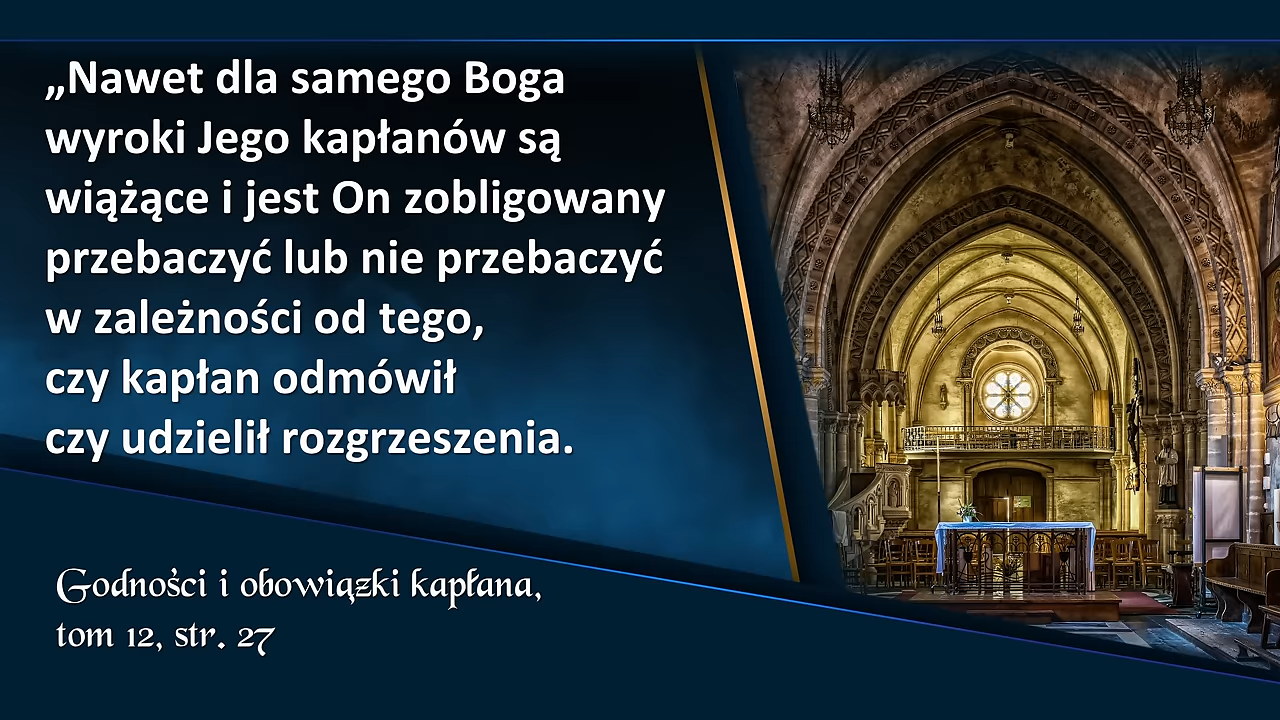 „Nawet dla samego Boga
wyroki Jego kapłanów są
wiążące i jest On zobligowany
przebaczyć lub nie przebaczyć
w zależności od tego,
czy kapłan odmówił
czy udzielił rozgrzeszenia.
Godności i obowiązki kapłana,
tom 12, str. 27